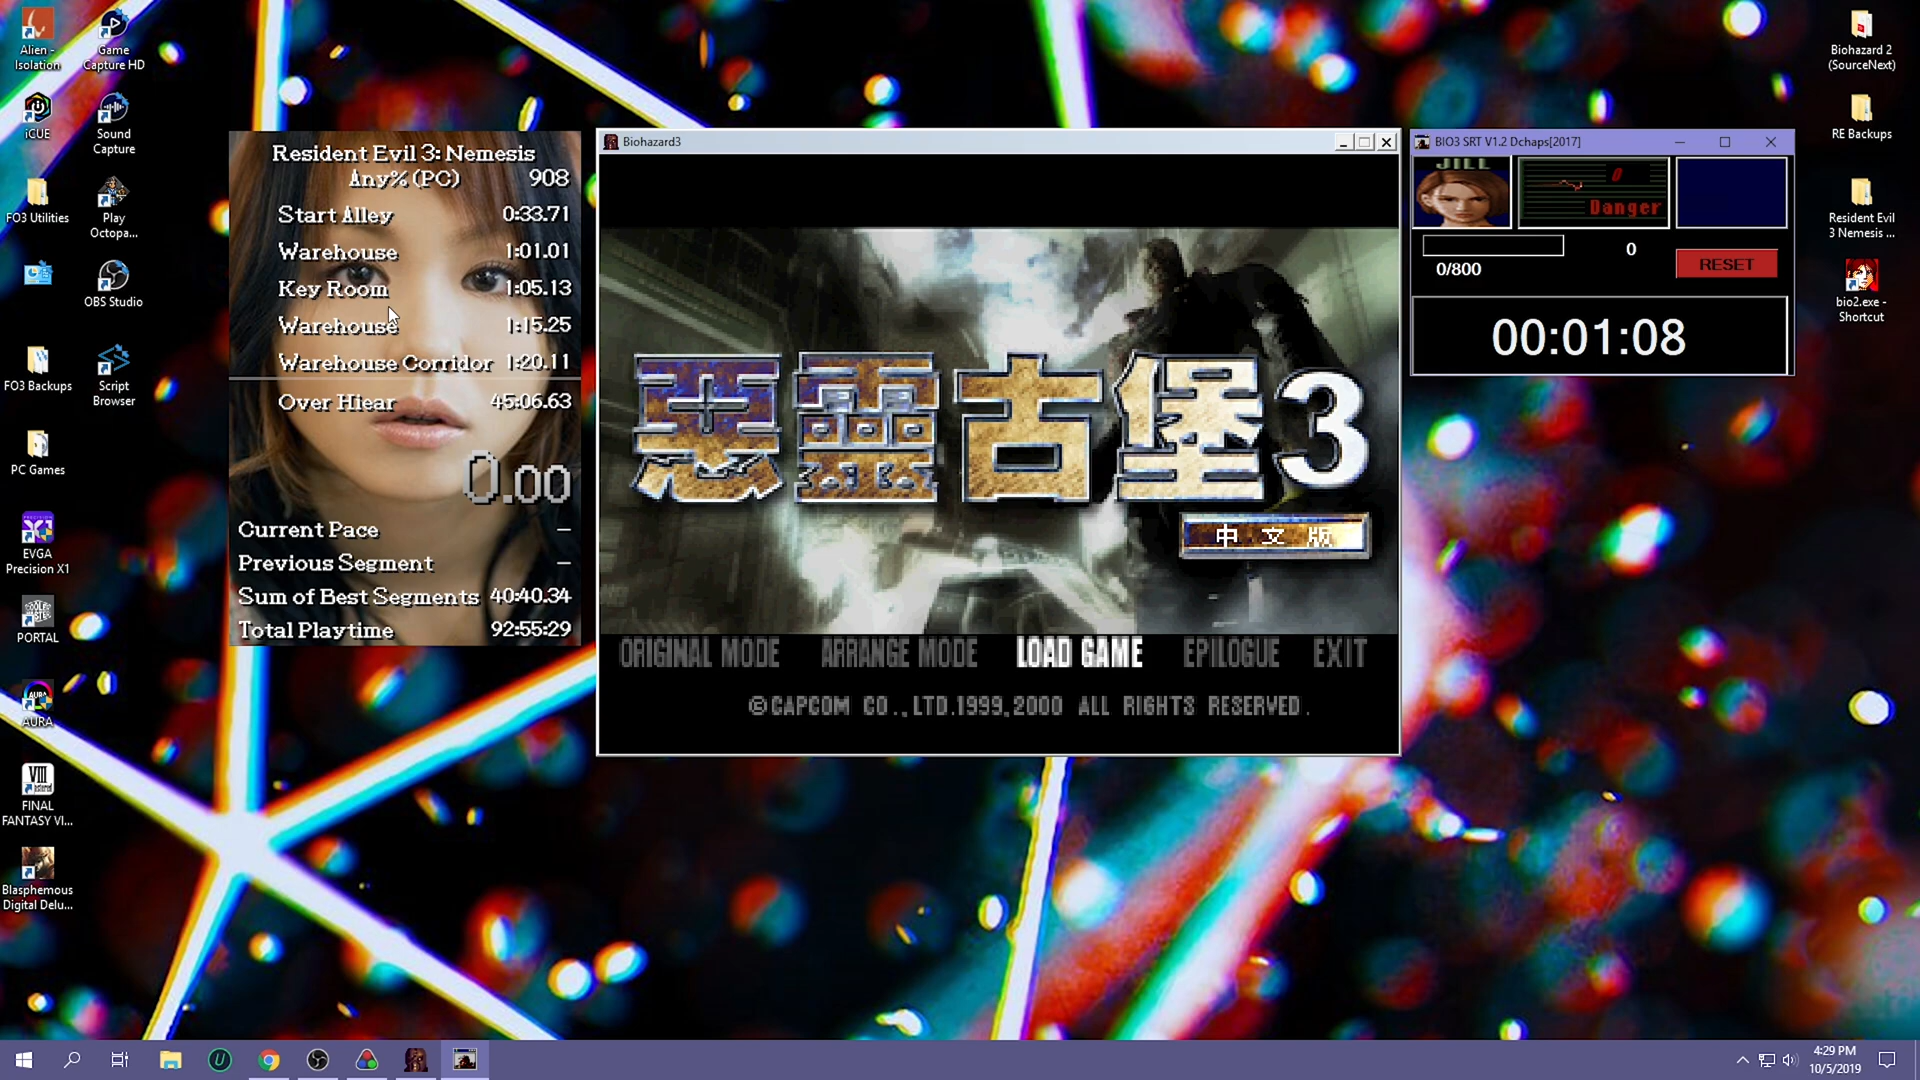 Alien -
Isolation
Game
Capture HD
iCUE
Sound
Capture
FO3 Utilities
Play
Octopa...
OBS Studio
FO3 Backups
Script
Browser
PC Games
EVGA
Precision X1
PORTAL
AURA
VIII
FINAL
FANTASY VI...
Blasphemous
Digital Delu...
Resident Evil 3: Nemesis
Any% (PC) 908
Start Alley 0:33.71
Warehouse 1:01.01
Key Room 1:05.13
Warehouse 1:15.25
Warehouse Corridor 1:20.11
Over Hiear 45:06.63
0.00
Current Pace –
Previous Segment –
Sum of Best Segments 40:40.34
Total Playtime 92:55:29
Biohazard3
惡靈古堡3
中文版
ORIGINAL MODE ARRANGE MODE LOAD GAME EPILOGUE EXIT
©CAPCOM CO.,LTD.1999,2000 ALL RIGHTS RESERVED.
BIO3 SRT V1.2 Dchaps[2017]
JILL
0
Danger
0/800
0
RESET
00:01:08
Biohazard 2
(SourceNext)
RE Backups
Resident Evil
3 Nemesis ...
bio2.exe -
Shortcut
4:29 PM
10/5/2019